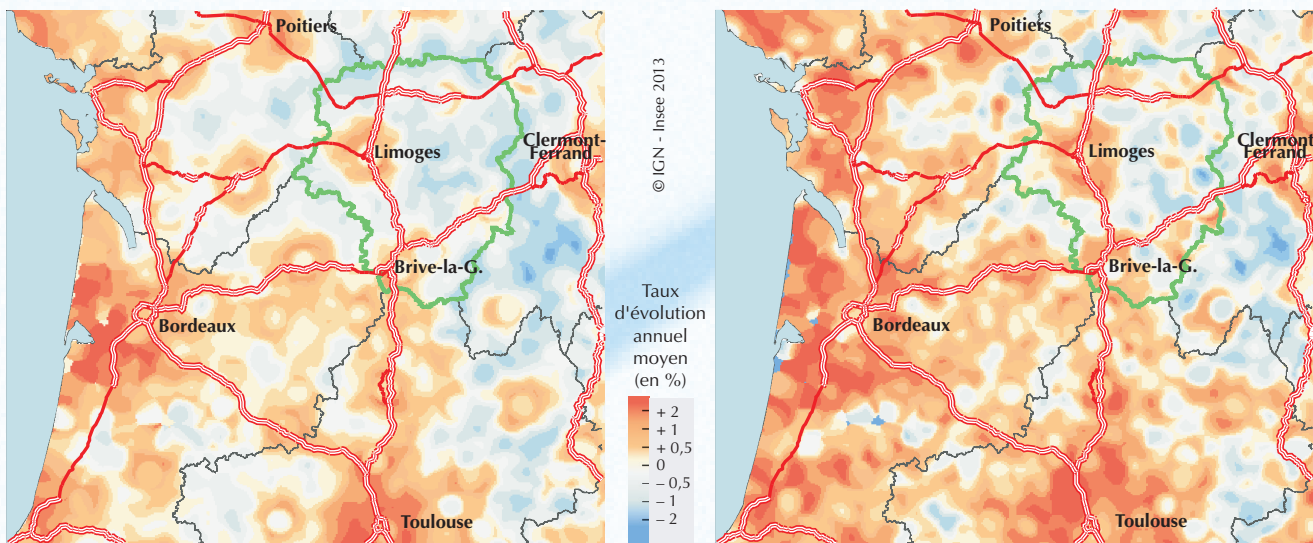 Poitiers
Limoges
Clermont-
Ferrand
Brive-la-G.
Bordeaux
Toulouse
© IGN - Insee 2013
Taux
d'évolution
annuel
moyen
(en %)
+ 2
+ 1
+ 0,5
0
– 0,5
– 1
– 2
Poitiers
Limoges
Clermont-
Ferrand
Brive-la-G.
Bordeaux
Toulouse